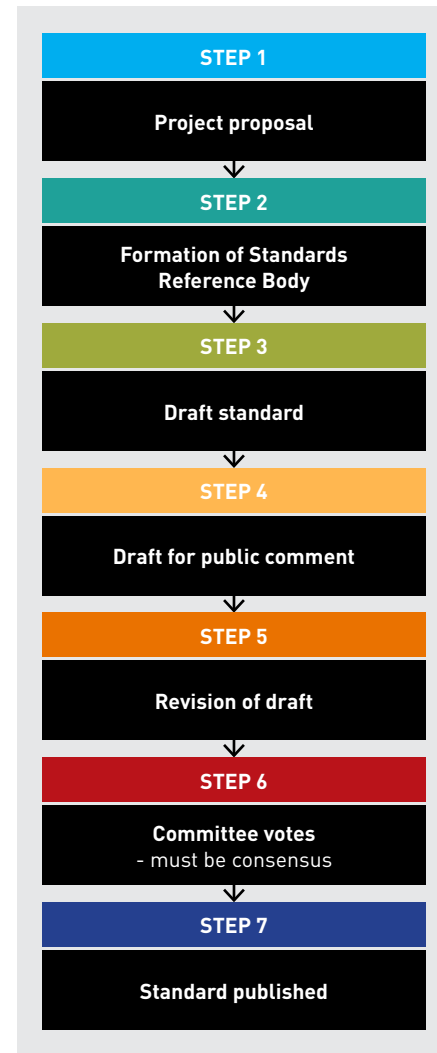 STEP 1
Project proposal
STEP 2
Formation of Standards
Reference Body
STEP 3
Draft standard
STEP 4
Draft for public comment
STEP 5
Revision of draft
STEP 6
Committee votes
- must be consensus
STEP 7
Standard published